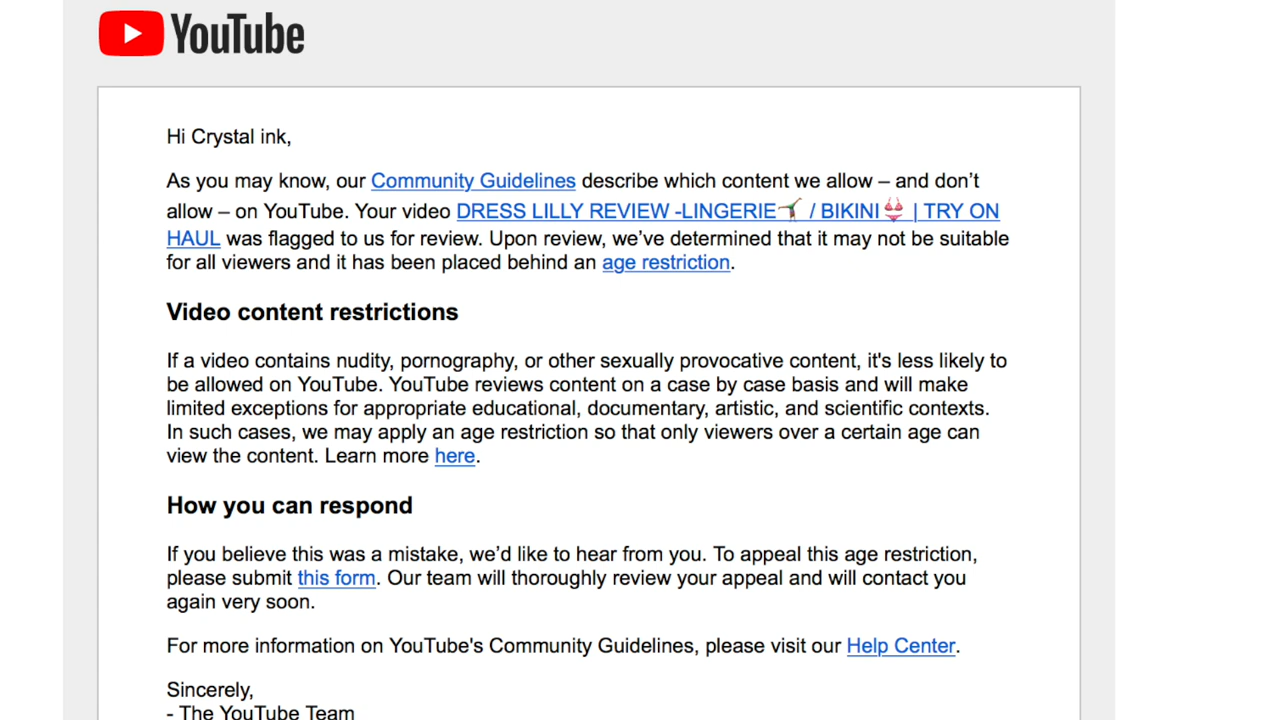 YouTube
Hi Crystal ink,
As you may know, our Community Guidelines describe which content we allow – and don’t
allow – on YouTube. Your video DRESS LILLY REVIEW -LINGERIE / BIKINI👙 | TRY ON
HAUL was flagged to us for review. Upon review, we’ve determined that it may not be suitable
for all viewers and it has been placed behind an age restriction.
Video content restrictions
If a video contains nudity, pornography, or other sexually provocative content, it's less likely to
be allowed on YouTube. YouTube reviews content on a case by case basis and will make
limited exceptions for appropriate educational, documentary, artistic, and scientific contexts.
In such cases, we may apply an age restriction so that only viewers over a certain age can
view the content. Learn more here.
How you can respond
If you believe this was a mistake, we’d like to hear from you. To appeal this age restriction,
please submit this form. Our team will thoroughly review your appeal and will contact you
again very soon.
For more information on YouTube's Community Guidelines, please visit our Help Center.
Sincerely,
- The YouTube Team